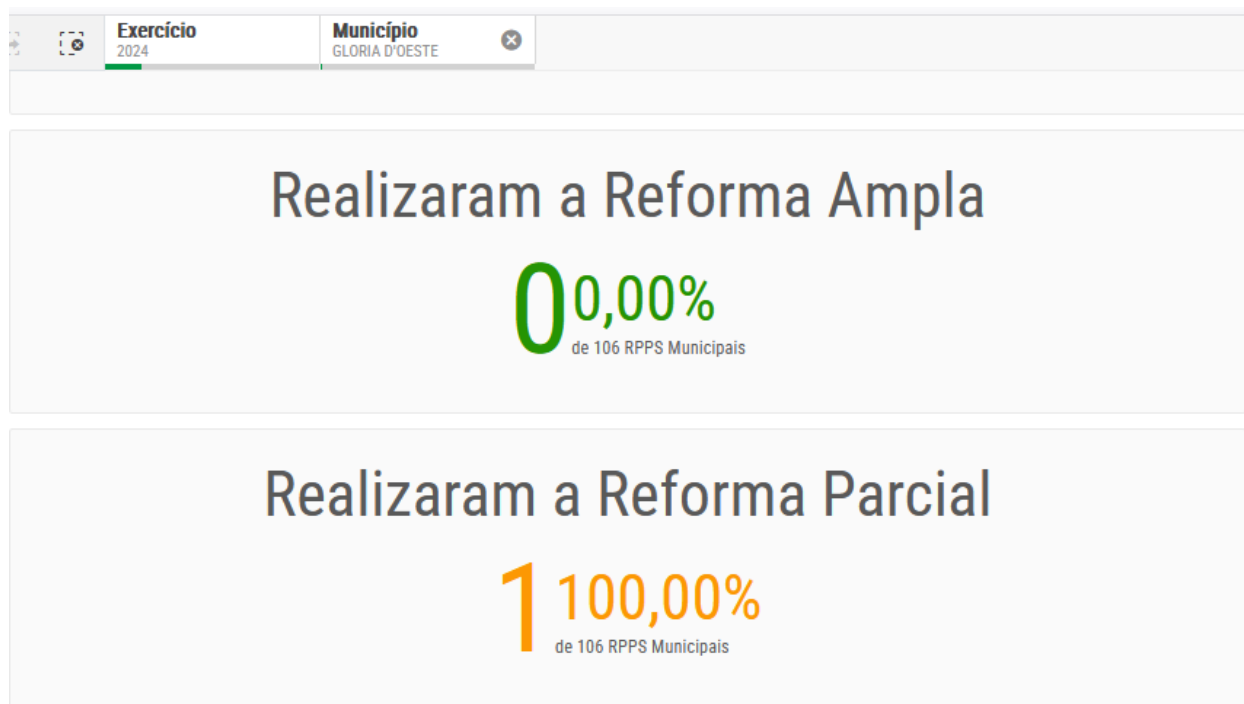 Exercício
2024
Município
GLORIA D'OESTE
Realizaram a Reforma Ampla
0 0,00%
de 106 RPPS Municipais
Realizaram a Reforma Parcial
1 100,00%
de 106 RPPS Municipais